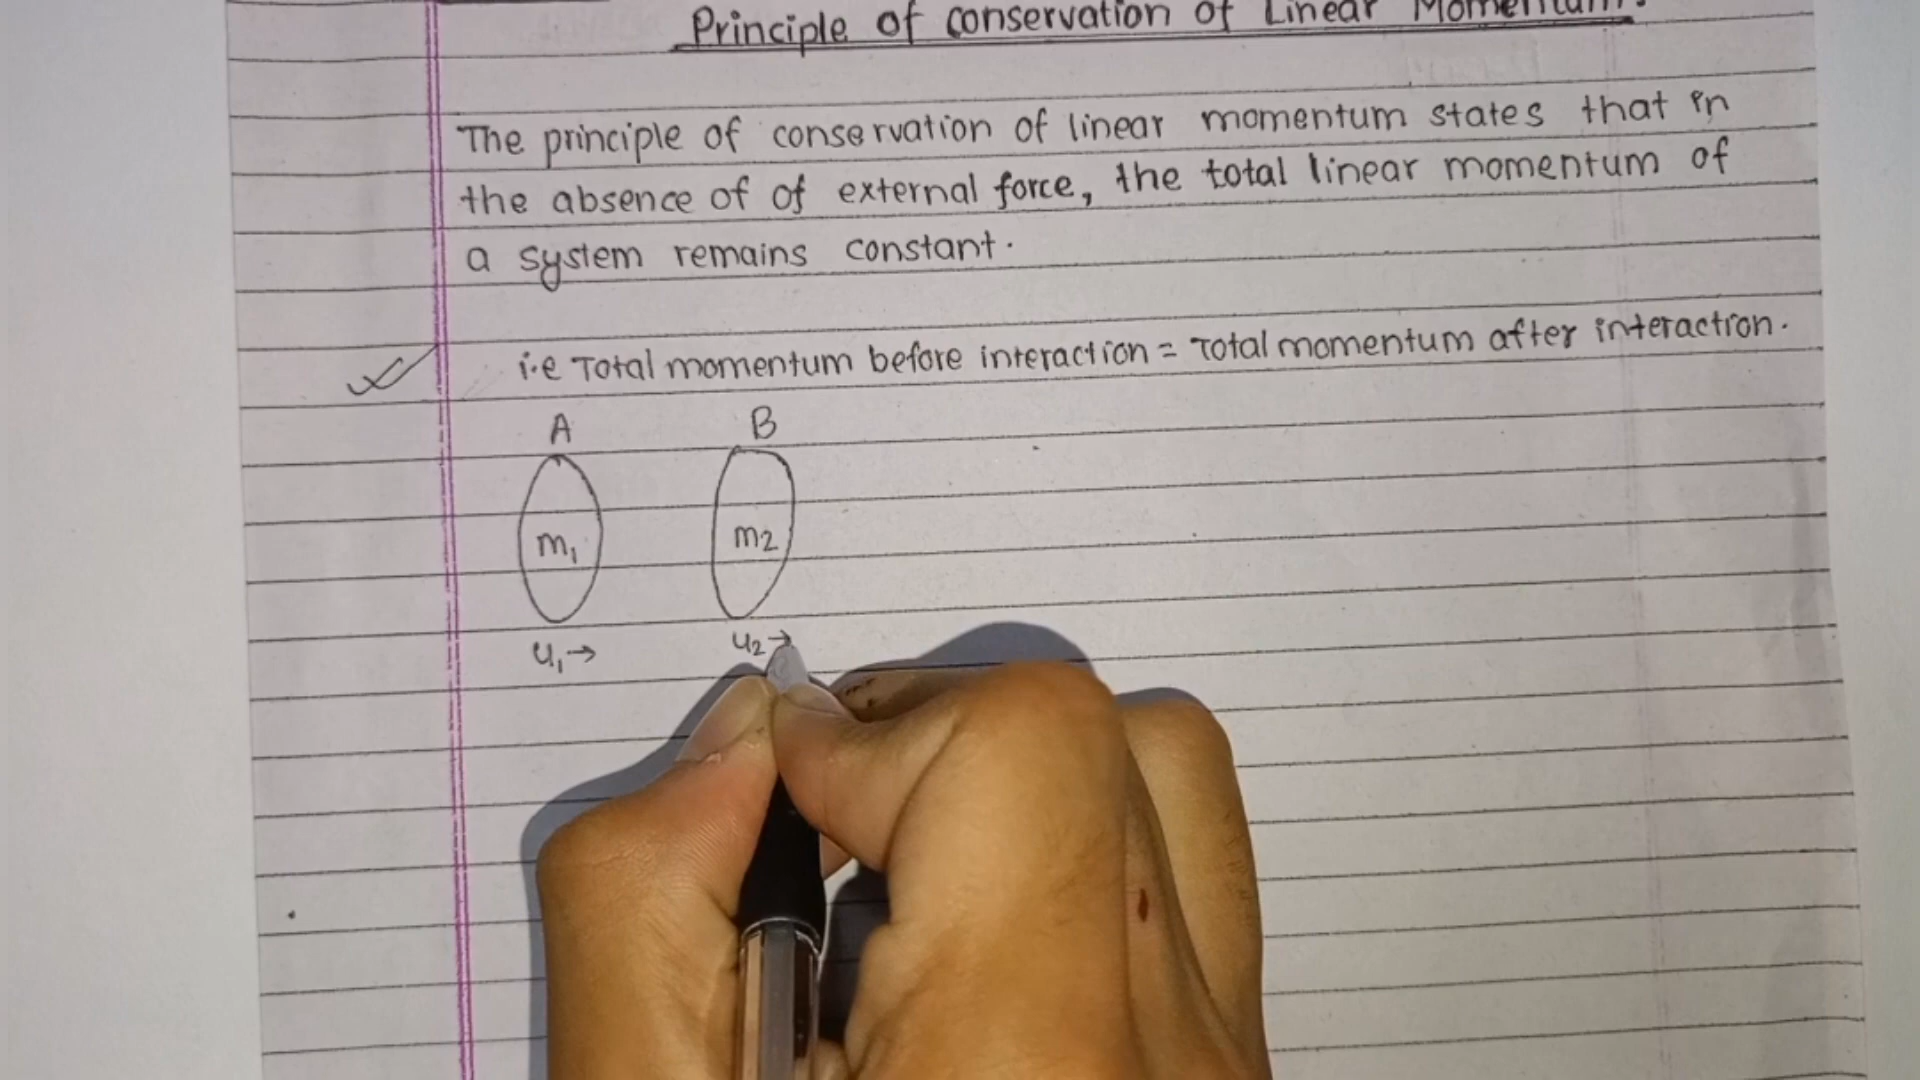 Principle of conservation of Linear Momentum.
The principle of conservation of linear momentum states that in
the absence of of external force, the total linear momentum of
a system remains constant.
i.e Total momentum before interaction = Total momentum after interaction.
A B
m₁ m₂
u₁→ u₂→